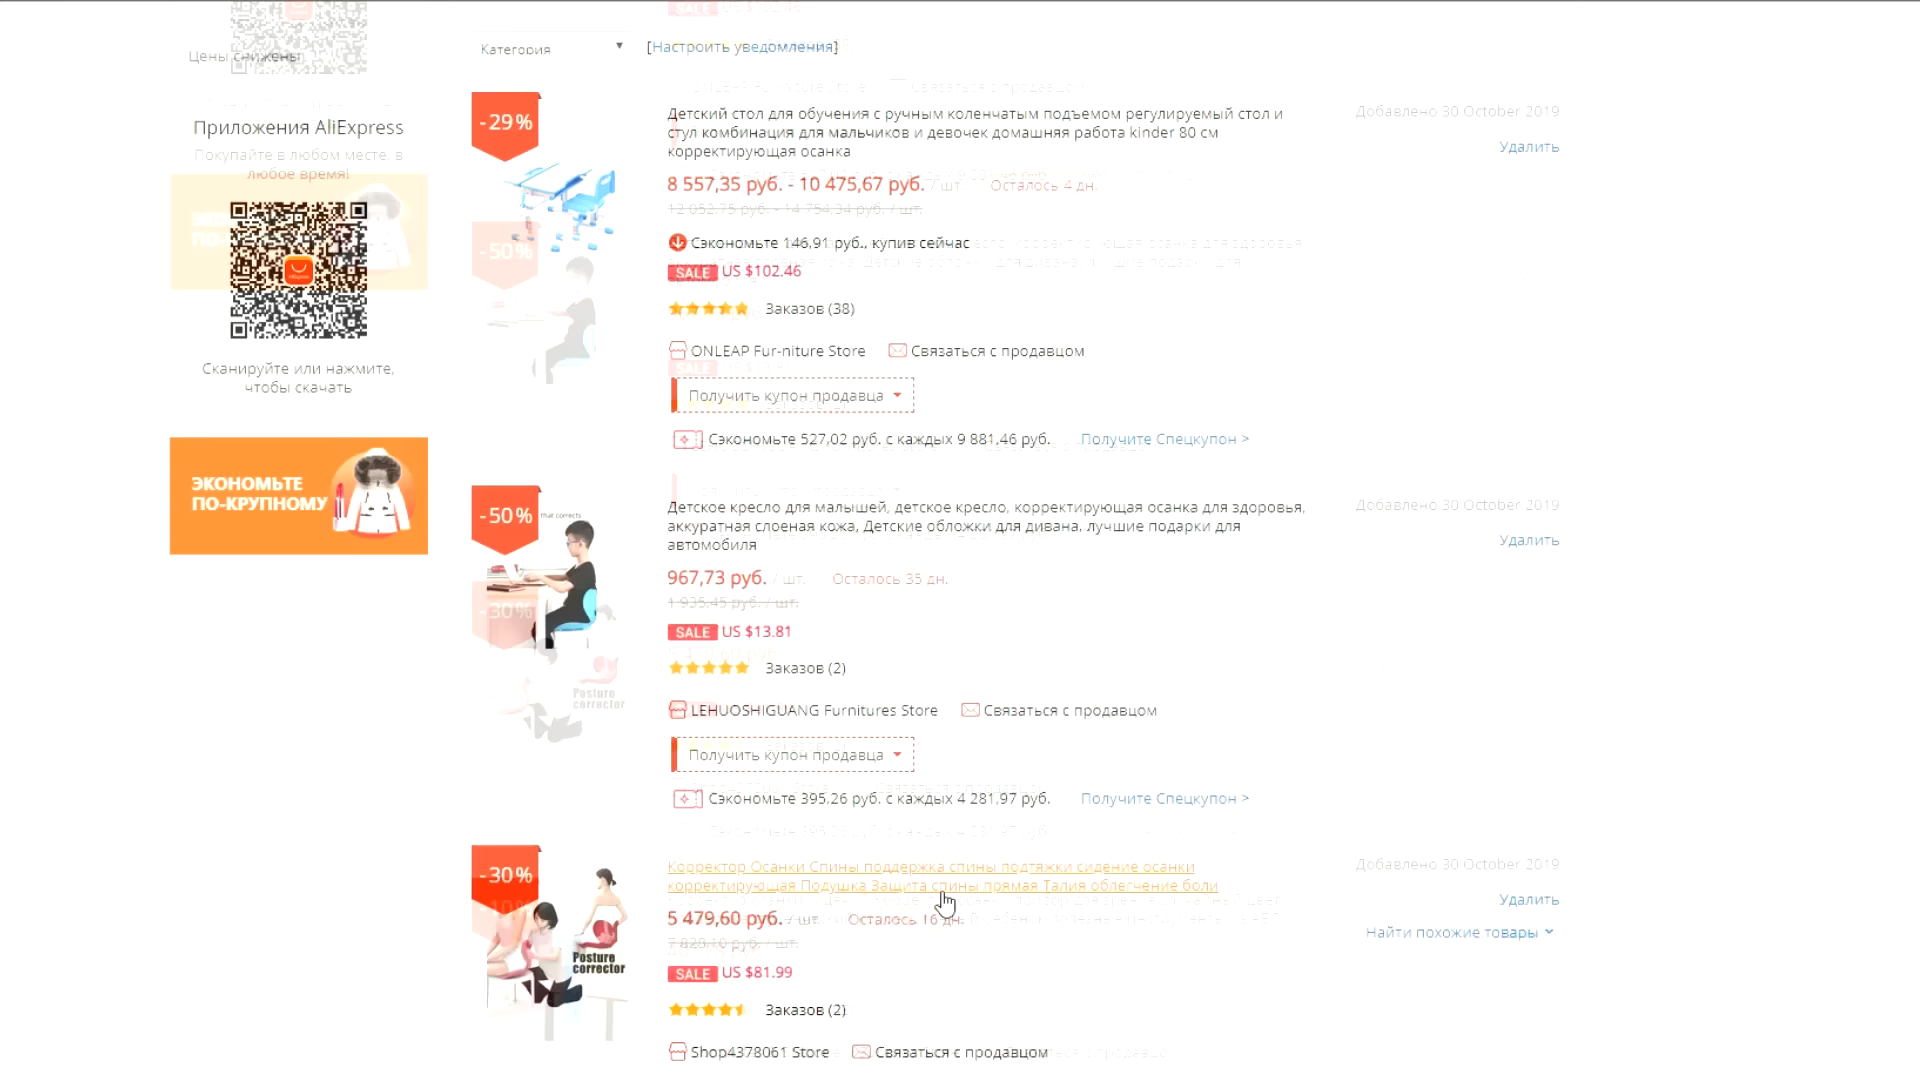 Категория
[Настроить уведомления]
Цены снижены
Приложения AliExpress
Покупайте в любом месте, в
любое время!
Сканируйте или нажмите,
чтобы скачать
ЭКОНОМЬТЕ
ПО-КРУПНОМУ
-29%
Детский стол для обучения с ручным коленчатым подъемом регулируемый стол и
стул комбинация для мальчиков и девочек домашняя работа kinder 80 см
корректирующая осанка
Добавлено 30 October 2019
Удалить
8 557,35 руб. - 10 475,67 руб. / шт.
Осталось 4 дн.
12 052,75 руб. - 14 754,34 руб. / шт.
Сэкономьте 146,91 руб., купив сейчас
SALE US $102.46
Заказов (38)
ONLEAP Fur-niture Store
Связаться с продавцом
Получить купон продавца
Сэкономьте 527,02 руб. с каждых 9 881,46 руб.
Получите Спецкупон >
-50%
that corrects
Детское кресло для малышей, детское кресло, корректирующая осанка для здоровья,
аккуратная слоеная кожа, Детские обложки для дивана, лучшие подарки для
автомобиля
Добавлено 30 October 2019
Удалить
967,73 руб. / шт.
Осталось 35 дн.
1 935,45 руб. / шт.
SALE US $13.81
Заказов (2)
LEHUOSHIGUANG Furnitures Store
Связаться с продавцом
Получить купон продавца
Сэкономьте 395,26 руб. с каждых 4 281,97 руб.
Получите Спецкупон >
-30%
Posture
corrector
Корректор Осанки Спины поддержка спины подтяжки сидение осанки
корректирующая Подушка Защита спины прямая Талия облегчение боли
Добавлено 30 October 2019
Удалить
Найти похожие товары
5 479,60 руб. / шт.
Осталось 16 дн.
7 828,10 руб. / шт.
SALE US $81.99
Заказов (2)
Shop4378061 Store
Связаться с продавцом